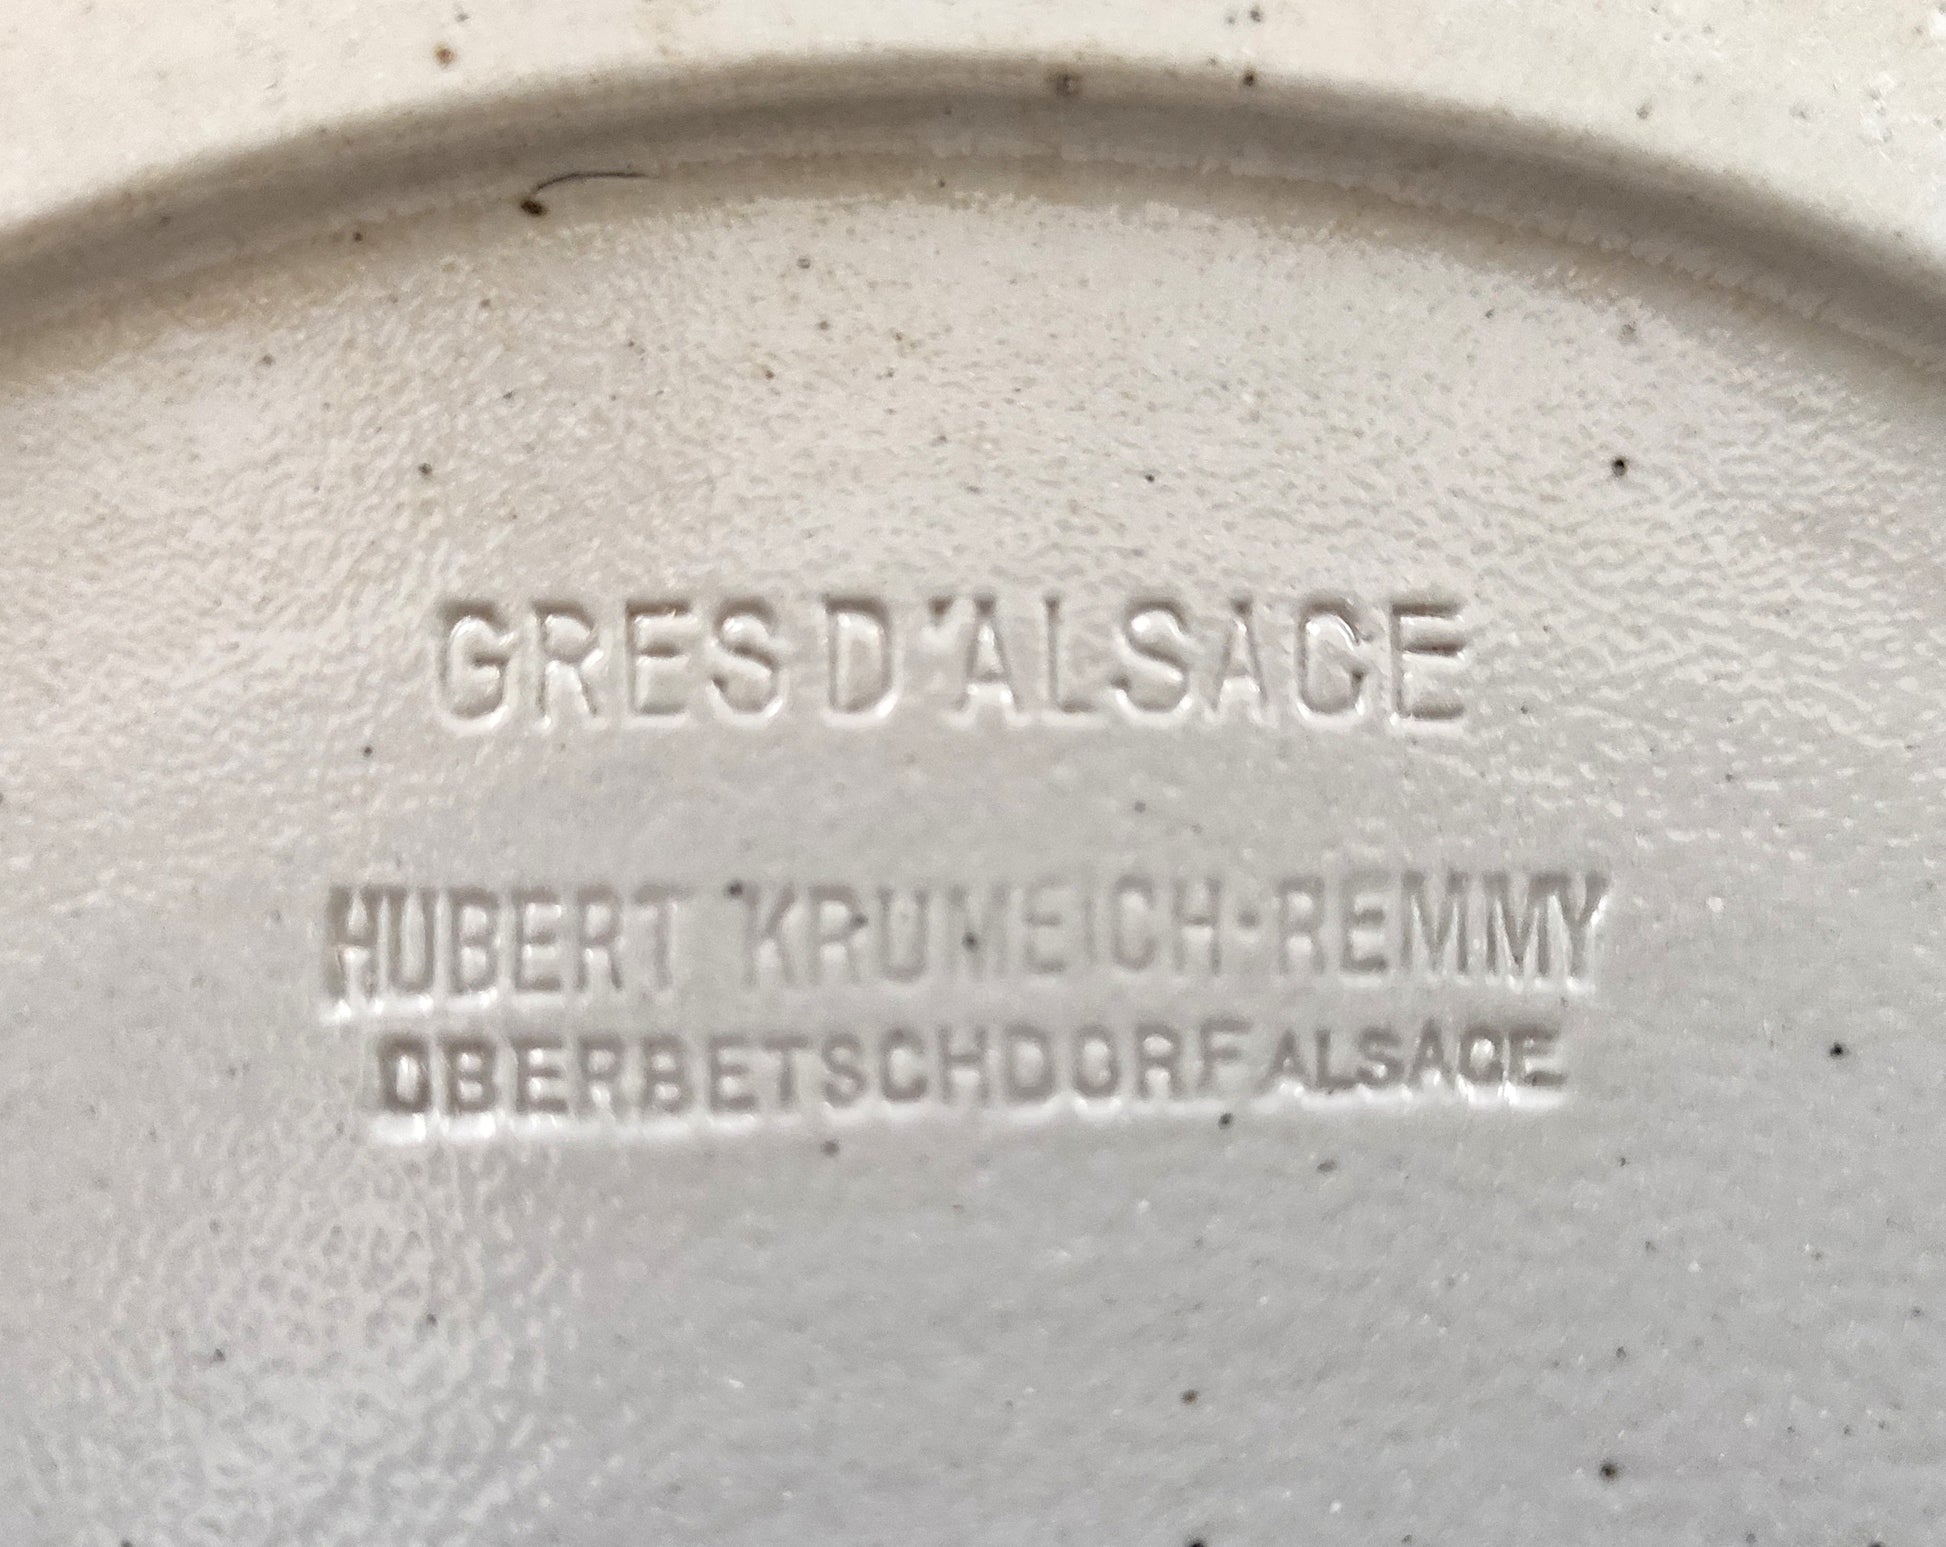 GRES D'ALSACE
HUBERT KRUMEICH-REMMY
OBERBETSCHDORF ALSACE